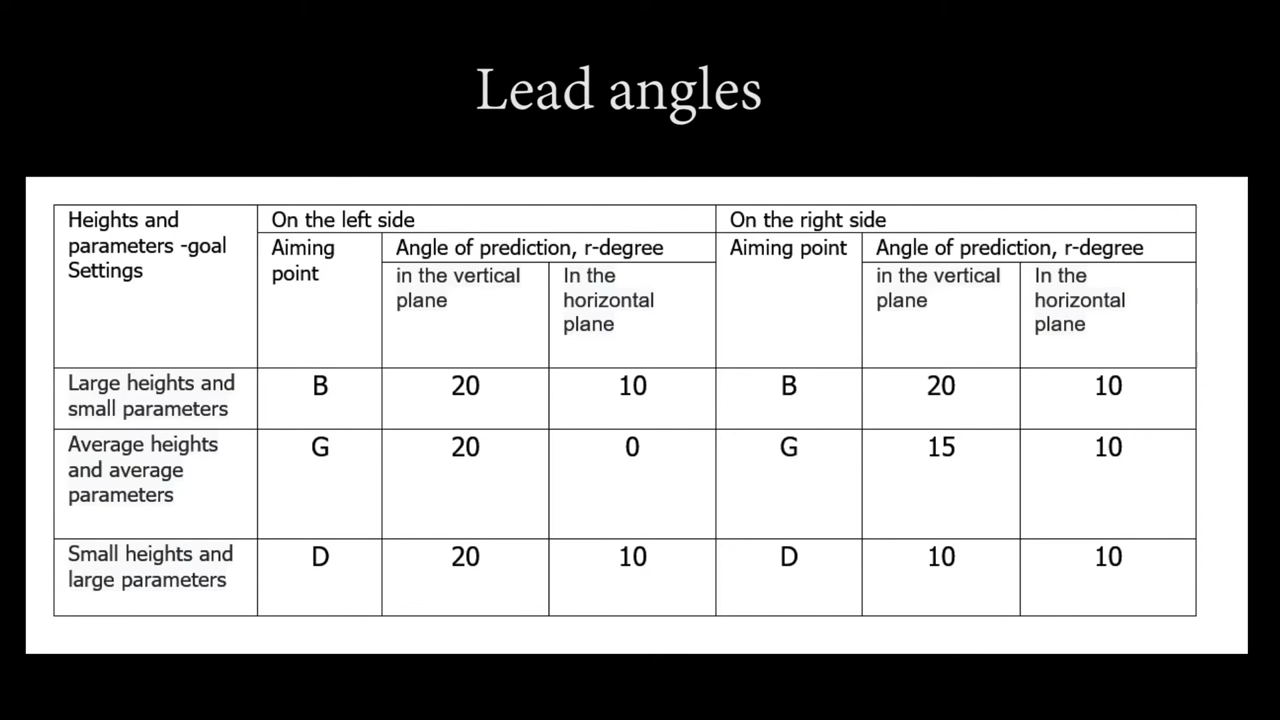 Lead angles
Heights and
parameters -goal
Settings
On the left side
On the right side
Aiming
point
Angle of prediction, r-degree
Aiming point
Angle of prediction, r-degree
in the vertical
plane
In the
horizontal
plane
in the vertical
plane
In the
horizontal
plane
Large heights and
small parameters
B
20
10
B
20
10
Average heights
and average
parameters
G
20
0
G
15
10
Small heights and
large parameters
D
20
10
D
10
10